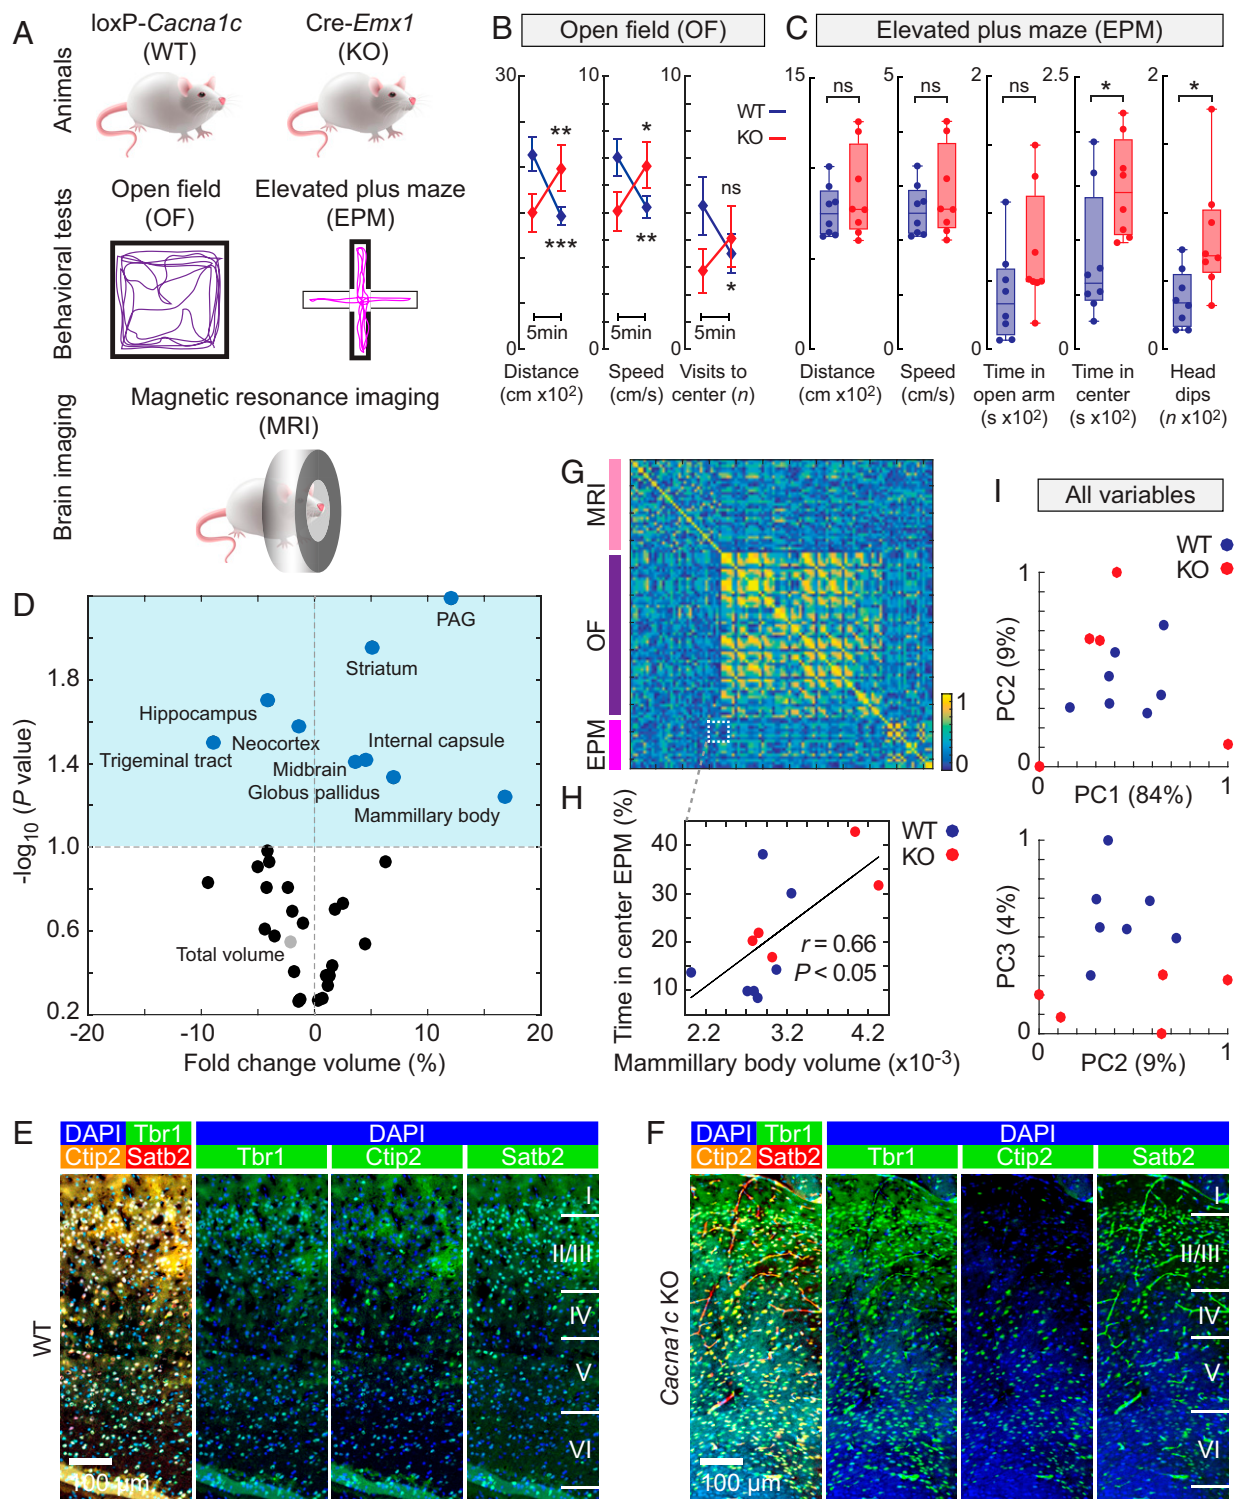 A
loxP-Cacna1c
(WT)
Cre-Emx1
(KO)
Animals
Open field
(OF)
Elevated plus maze
(EPM)
Behavioral tests
Magnetic resonance imaging
(MRI)
Brain imaging
B
Open field (OF)
30
0
10
0
10
0
WT
KO
**
***
*
**
ns
*
5min
5min
5min
Distance
(cm x10²)
Speed
(cm/s)
Visits to
center (n)
C
Elevated plus maze (EPM)
15
0
5
0
2
0
2.5
0
2
0
ns
ns
ns
*
*
Distance
(cm x10²)
Speed
(cm/s)
Time in
open arm
(s x10²)
Time in
center
(s x10²)
Head
dips
(n x10²)
D
PAG
Striatum
Hippocampus
Neocortex
Trigeminal tract
Internal capsule
Midbrain
Globus pallidus
Mammillary body
Total volume
1.8
1.4
1.0
0.6
0.2
-log₁₀ (P value)
-20
-10
0
10
20
Fold change volume (%)
G
MRI
OF
EPM
1
0
H
WT
KO
40
30
20
10
Time in center EPM (%)
r = 0.66
P < 0.05
2.2
3.2
4.2
Mammillary body volume (x10⁻³)
I
All variables
WT
KO
1
0
PC2 (9%)
1
PC1 (84%)
1
0
PC3 (4%)
0
1
PC2 (9%)
E
DAPI
Tbr1
Ctip2
Satb2
DAPI
Tbr1
Ctip2
Satb2
WT
I
II/III
IV
V
VI
100 μm
F
DAPI
Tbr1
Ctip2
Satb2
DAPI
Tbr1
Ctip2
Satb2
Cacna1c KO
I
II/III
IV
V
VI
100 μm